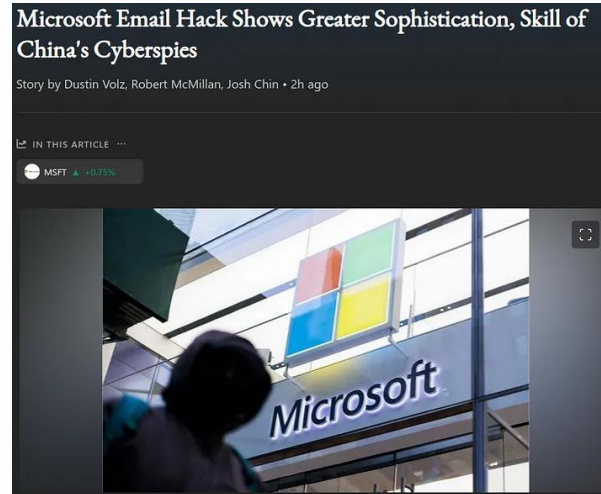 Microsoft Email Hack Shows Greater Sophistication, Skill of
China's Cyberspies
Story by Dustin Volz, Robert McMillan, Josh Chin • 2h ago
IN THIS ARTICLE ···
MSFT ▲ +0.75%
Microsoft